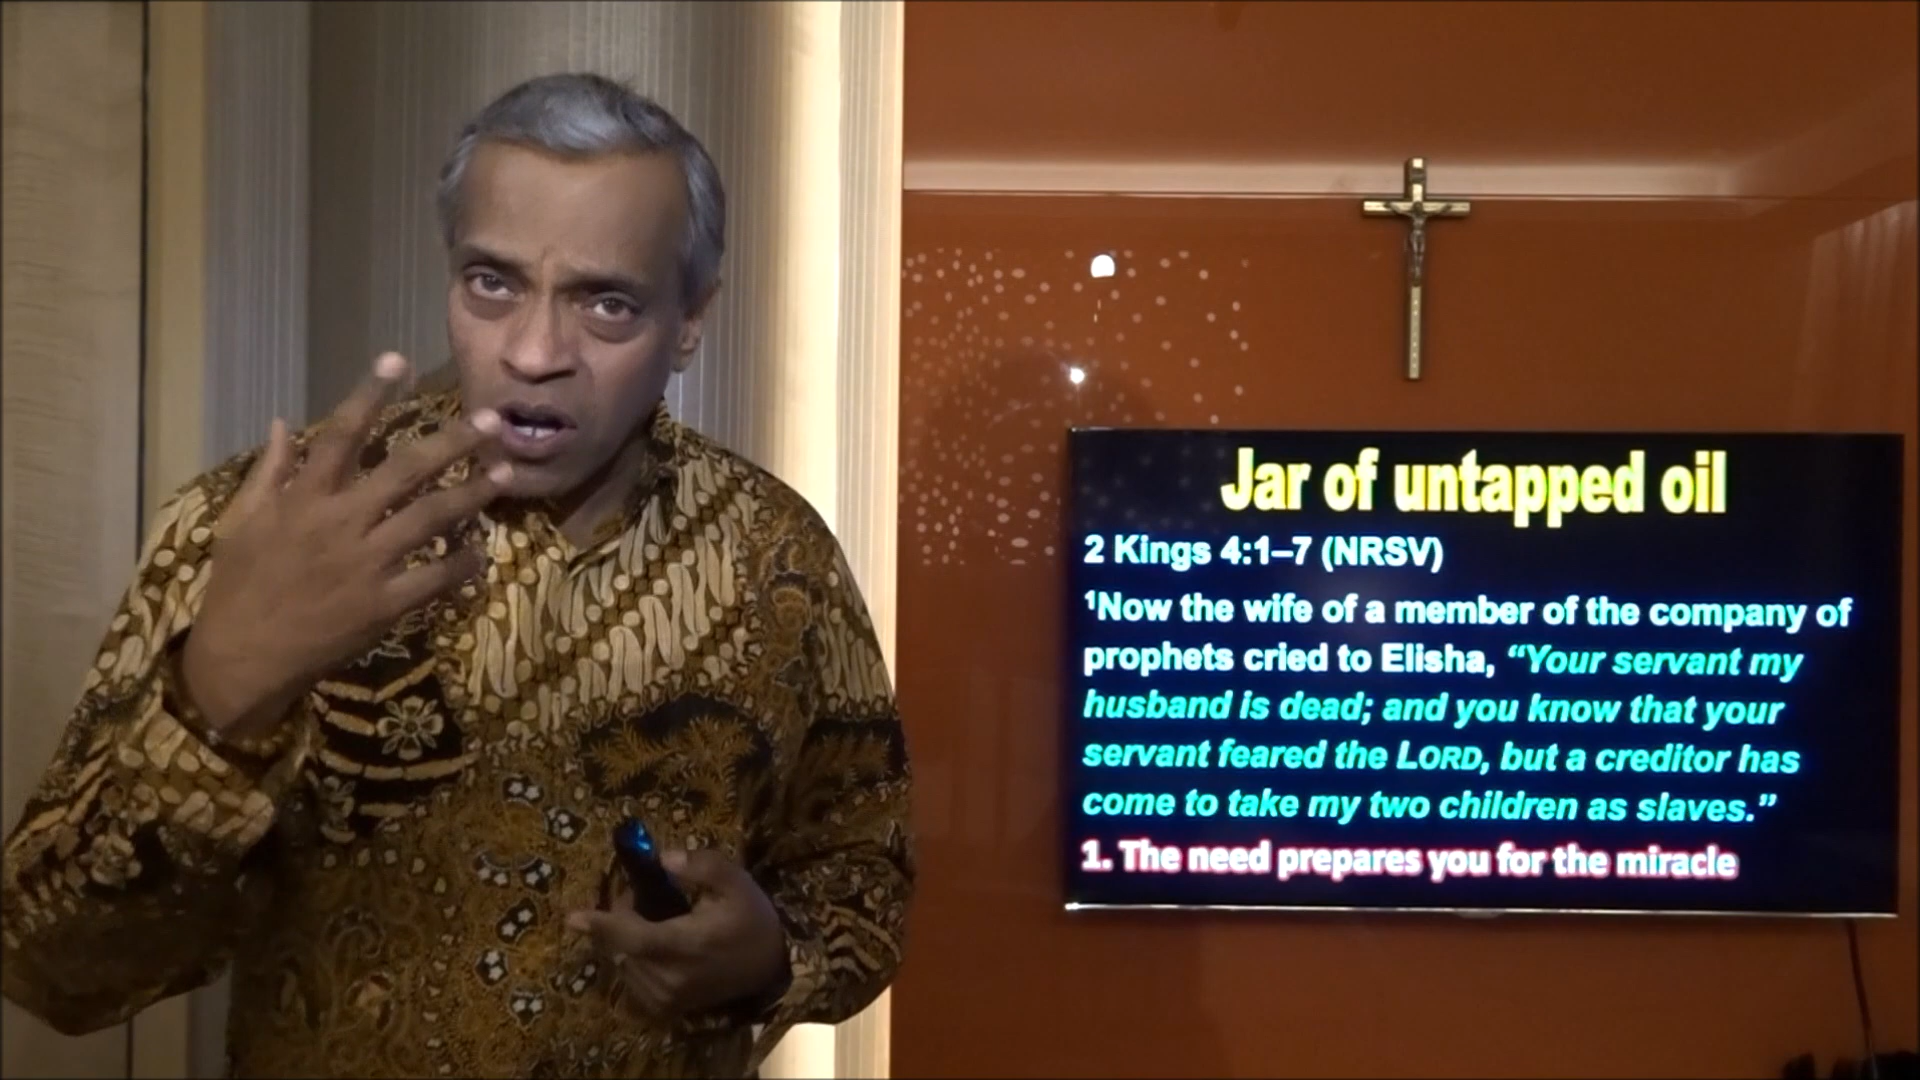 Jar of untapped oil
2 Kings 4:1–7 (NRSV)
¹Now the wife of a member of the company of
prophets cried to Elisha, “Your servant my
husband is dead; and you know that your
servant feared the LORD, but a creditor has
come to take my two children as slaves.”
1. The need prepares you for the miracle